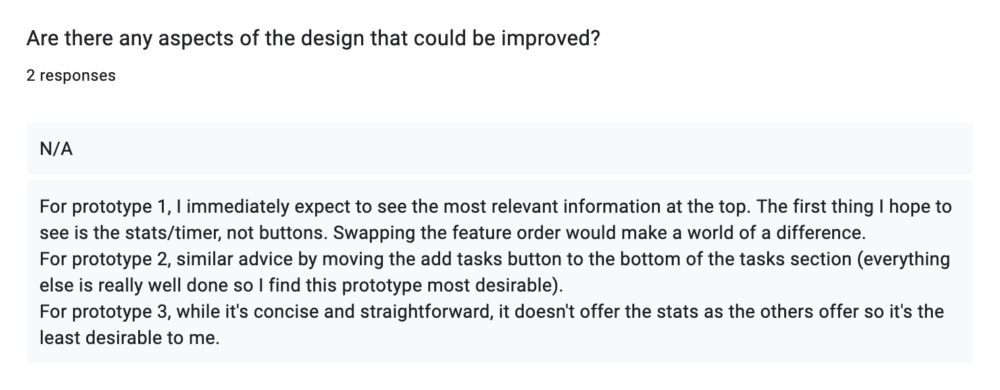 Are there any aspects of the design that could be improved?
2 responses
N/A
For prototype 1, I immediately expect to see the most relevant information at the top. The first thing I hope to
see is the stats/timer, not buttons. Swapping the feature order would make a world of a difference.
For prototype 2, similar advice by moving the add tasks button to the bottom of the tasks section (everything
else is really well done so I find this prototype most desirable).
For prototype 3, while it's concise and straightforward, it doesn't offer the stats as the others offer so it's the
least desirable to me.